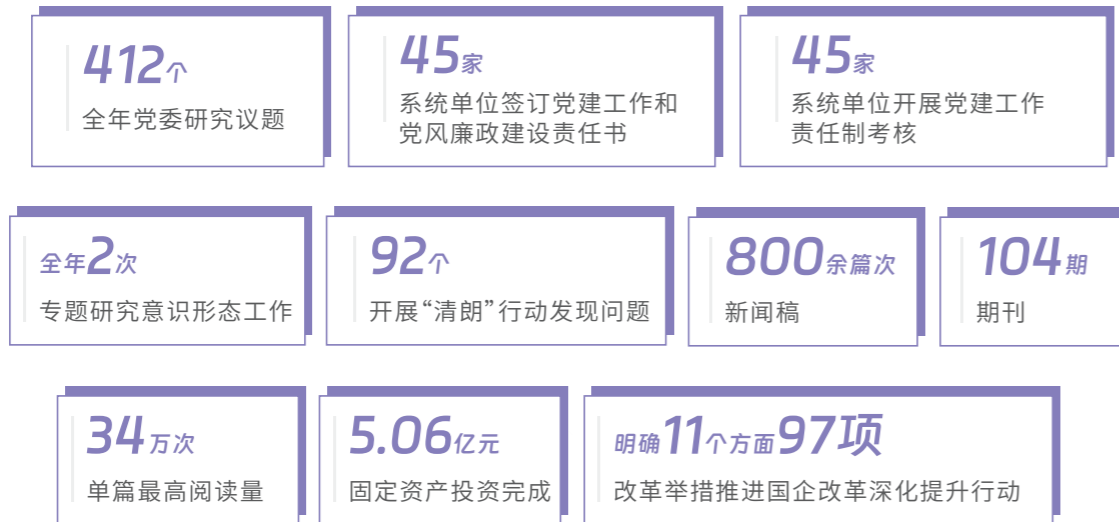 412个
全年党委研究议题
45家
系统单位签订党建工作和
党风廉政建设责任书
45家
系统单位开展党建工作
责任制考核
全年2次
专题研究意识形态工作
92个
开展“清朗”行动发现问题
800余篇次
新闻稿
104期
期刊
34万次
单篇最高阅读量
5.06亿元
固定资产投资完成
明确11个方面97项
改革举措推进国企改革深化提升行动